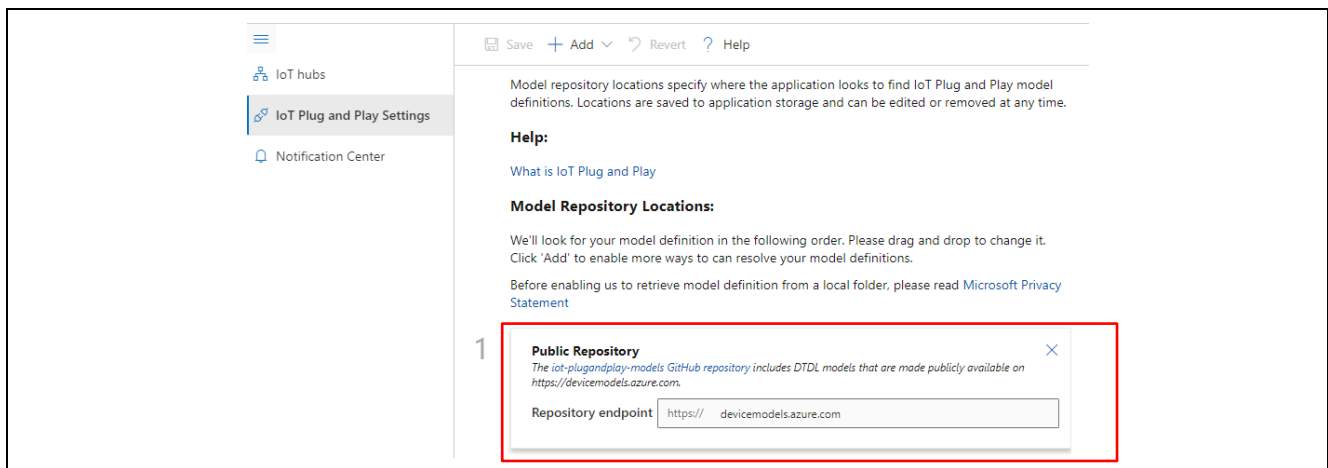 Save Add Revert ? Help
IoT hubs
IoT Plug and Play Settings
Notification Center
Model repository locations specify where the application looks to find IoT Plug and Play model
definitions. Locations are saved to application storage and can be edited or removed at any time.
Help:
What is IoT Plug and Play
Model Repository Locations:
We'll look for your model definition in the following order. Please drag and drop to change it.
Click 'Add' to enable more ways to can resolve your model definitions.
Before enabling us to retrieve model definition from a local folder, please read Microsoft Privacy
Statement
1
Public Repository
The iot-plugandplay-models GitHub repository includes DTDL models that are made publicly available on
https://devicemodels.azure.com.
Repository endpoint https:// devicemodels.azure.com